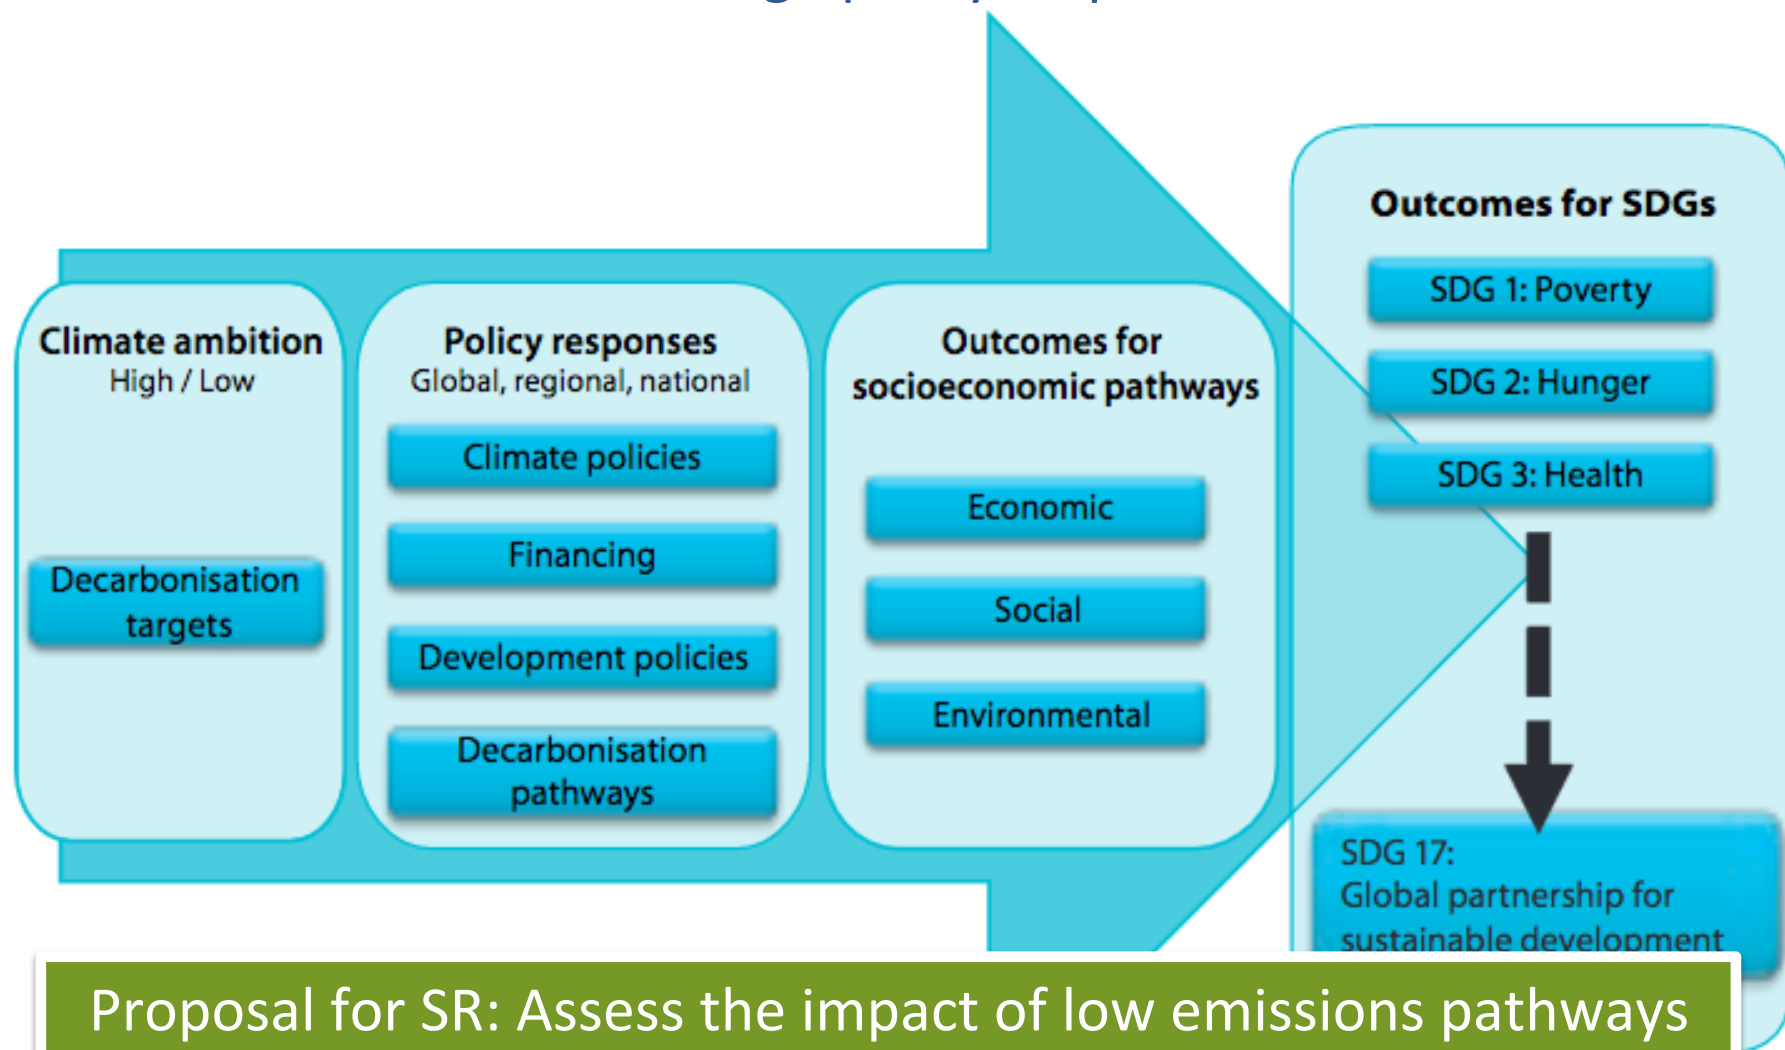 Climate ambition
High / Low
Decarbonisation
targets
Policy responses
Global, regional, national
Climate policies
Financing
Development policies
Decarbonisation
pathways
Outcomes for
socioeconomic pathways
Economic
Social
Environmental
Outcomes for SDGs
SDG 1: Poverty
SDG 2: Hunger
SDG 3: Health
SDG 17:
Global partnership for
sustainable development
Proposal for SR: Assess the impact of low emissions pathways